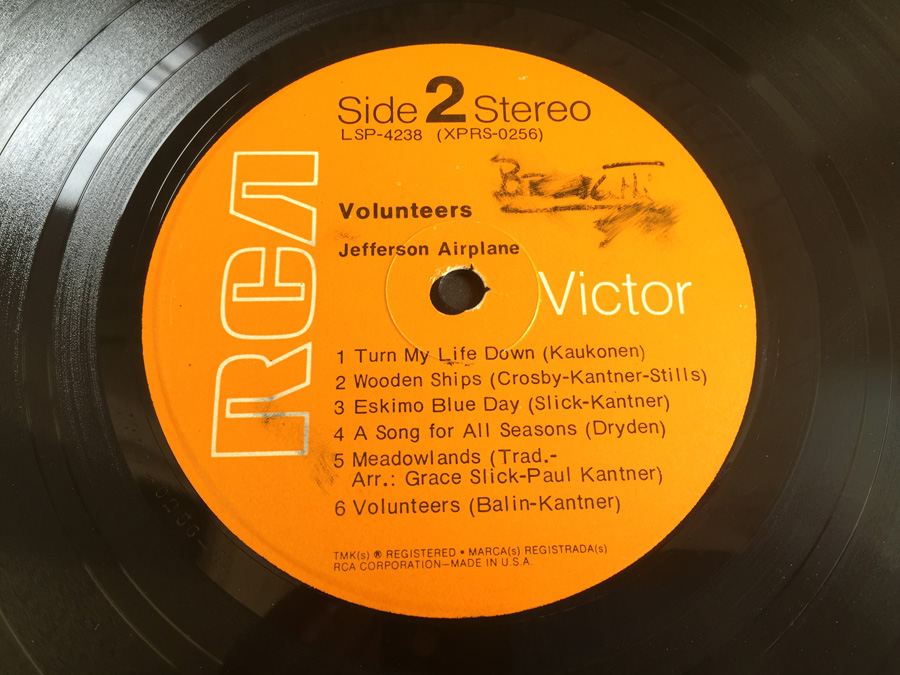 Side 2 Stereo
LSP-4238 (XPRS-0256)
Volunteers
Jefferson Airplane
RCA
Victor
1 Turn My Life Down (Kaukonen)
2 Wooden Ships (Crosby-Kantner-Stills)
3 Eskimo Blue Day (Slick-Kantner)
4 A Song for All Seasons (Dryden)
5 Meadowlands (Trad.-
Arr.: Grace Slick-Paul Kantner)
6 Volunteers (Balin-Kantner)
TMK(s) ® REGISTERED • MARCA(s) REGISTRADA(s)
RCA CORPORATION—MADE IN U.S.A.